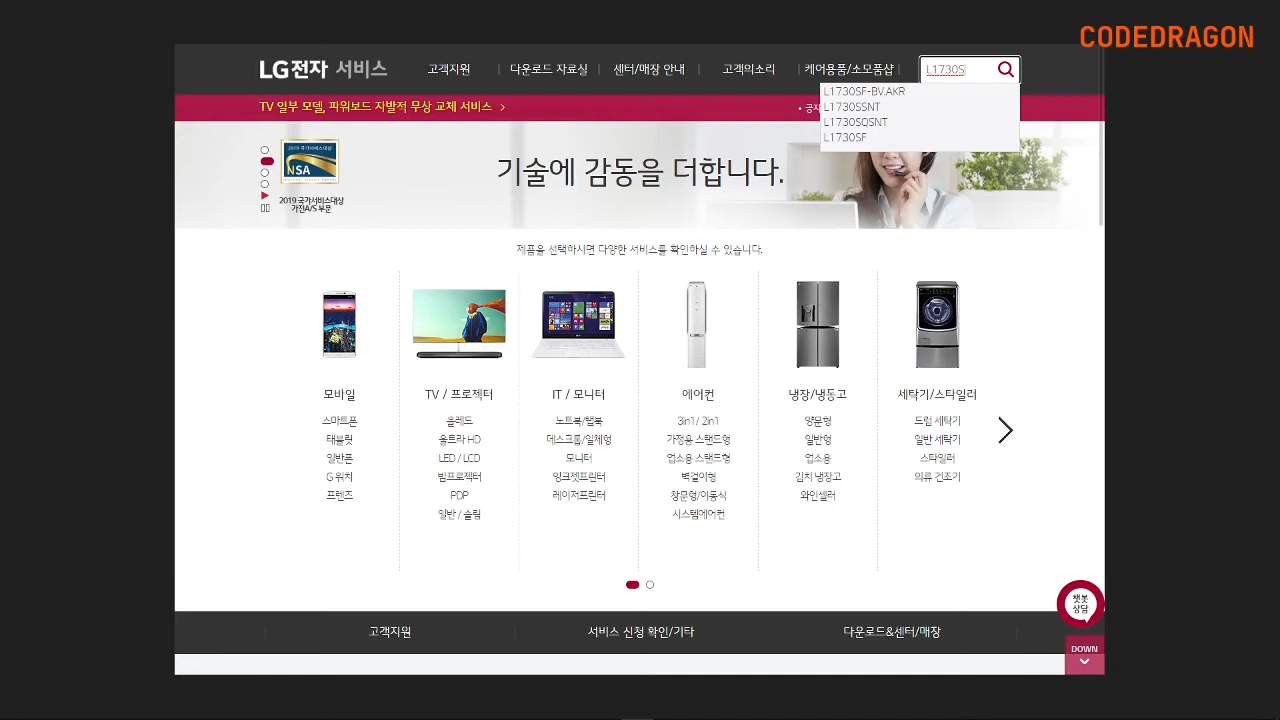 CODEDRAGON
LG전자 서비스
고객지원
다운로드 자료실
센터/매장 안내
고객의소리
케어용품/소모품샵
L1730S
L1730SF-BV.AKR
L1730SSNT
L1730SQSNT
L1730SF
TV 일부 모델, 파워보드 지발적 무상 교체 서비스
• 공지
2019 국가서비스대상
NSA
2019 국가서비스대상
가전A/S 부문
기술에 감동을 더합니다.
제품을 선택하시면 다양한 서비스를 확인하실 수 있습니다.
모바일
스마트폰
태블릿
일반폰
G 워치
프렌즈
TV / 프로젝터
올레드
울트라 HD
LED / LCD
빔프로젝터
PDP
일반 / 슬림
IT / 모니터
노트북/탭북
데스크롭/일체형
모니터
잉크젯프린터
레이저프린터
에어컨
3in1/ 2in1
가정용 스탠드형
업소용 스탠드형
벽걸이형
창문형/이동식
시스템에어컨
냉장/냉동고
양문형
일반형
업소용
김치 냉장고
와인셀러
세탁기/스타일러
드럼 세탁기
일반 세탁기
스타일러
의류 건조기
챗봇
상담
DOWN
고객지원
서비스 신청 확인/기타
다운로드&센터/매장